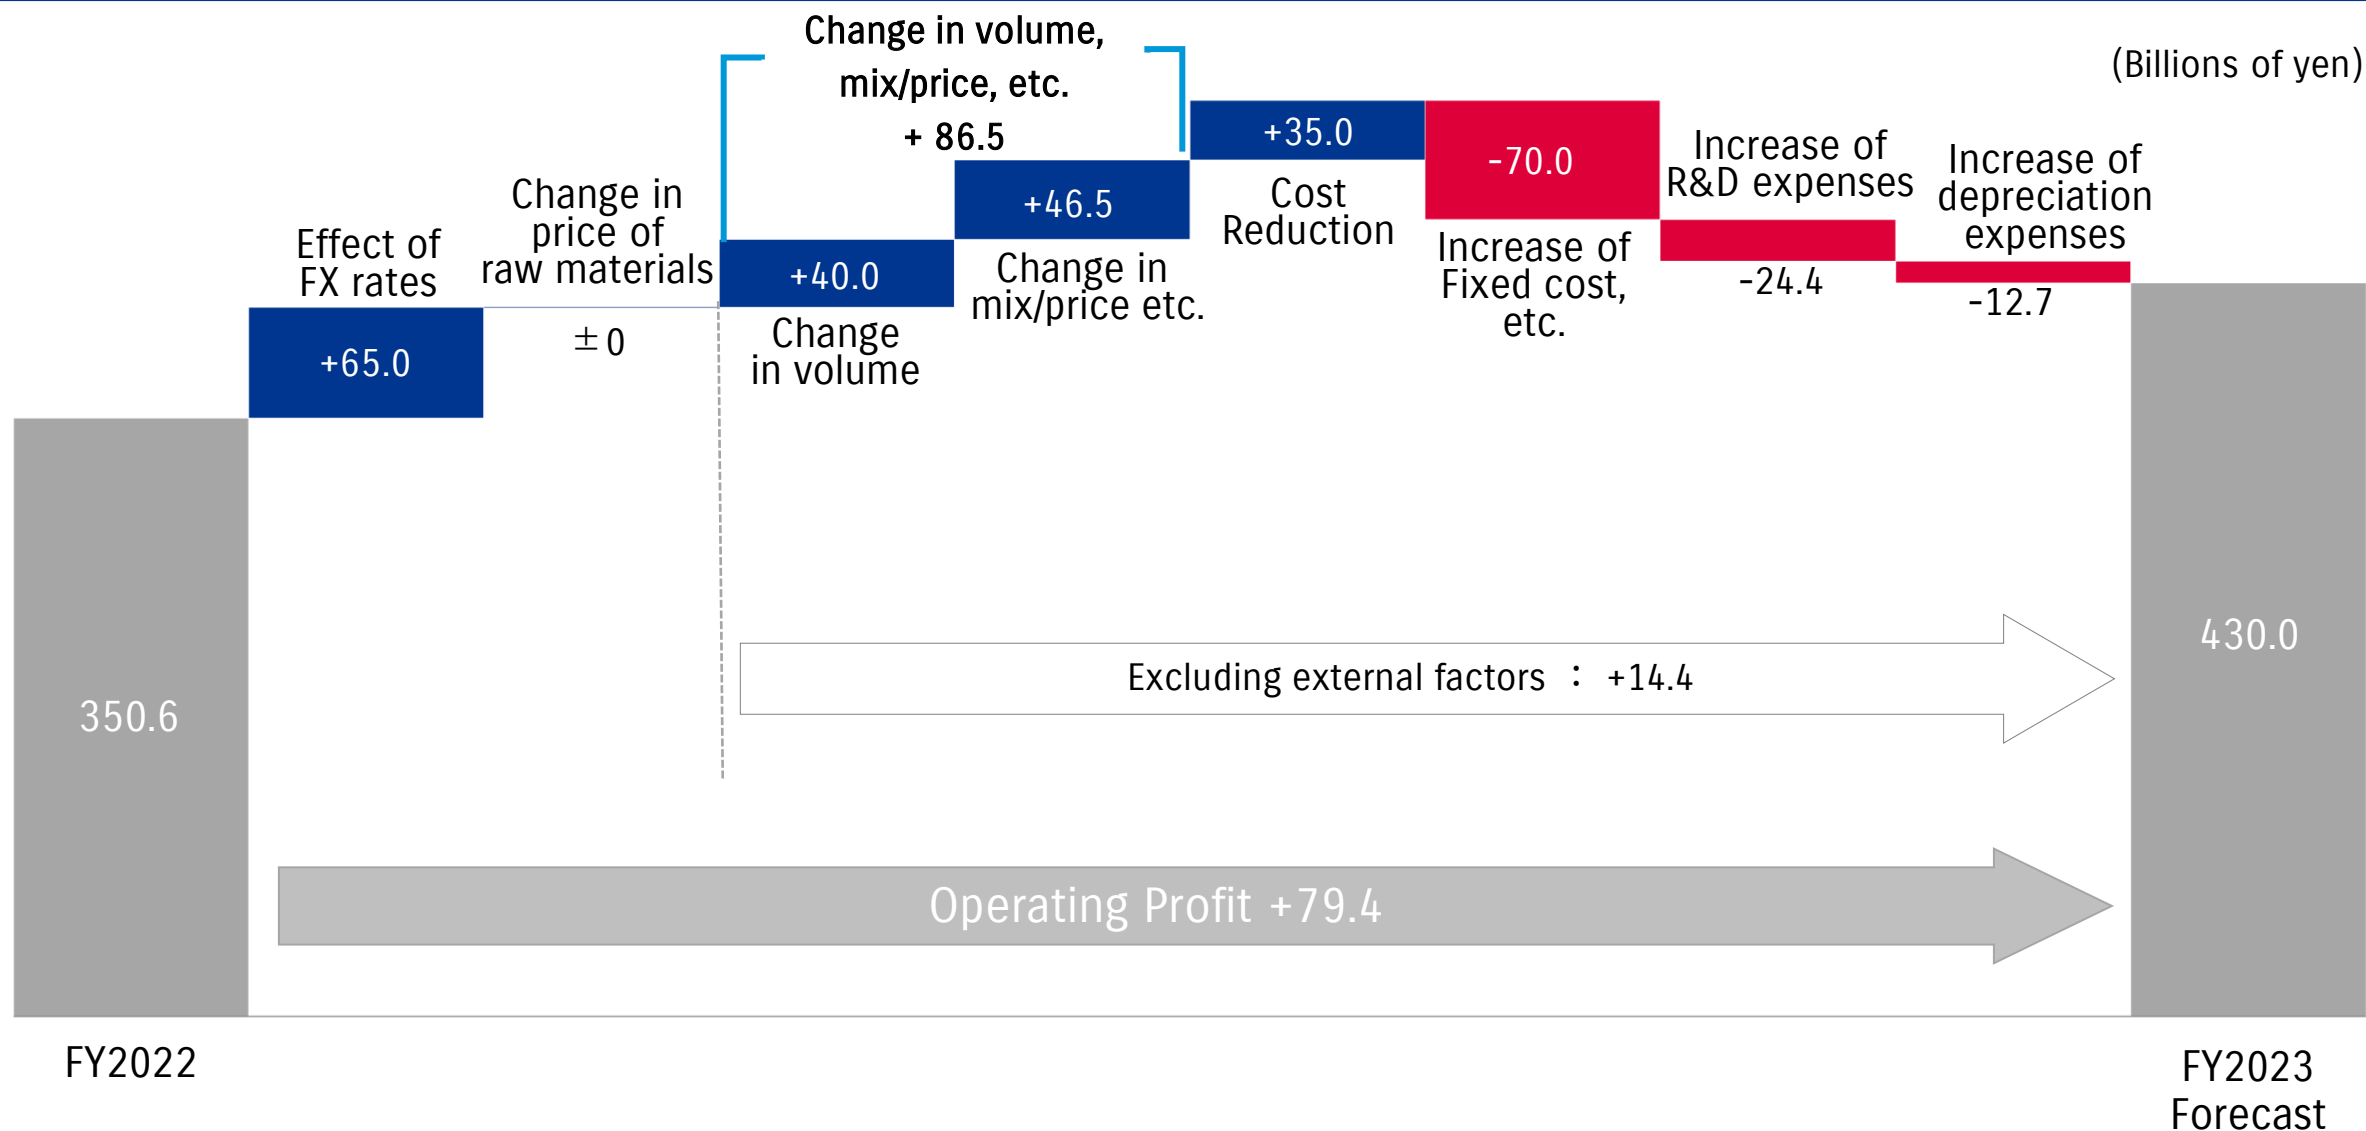 Change in volume,
mix/price, etc.
+ 86.5
(Billions of yen)
Effect of
FX rates
+65.0
Change in
price of
raw materials
±0
+40.0
Change
in volume
+46.5
Change in
mix/price etc.
+35.0
Cost
Reduction
-70.0
Increase of
Fixed cost,
etc.
Increase of
R&D expenses
-24.4
Increase of
depreciation
expenses
-12.7
350.6
430.0
Excluding external factors ： +14.4
Operating Profit +79.4
FY2022
FY2023
Forecast